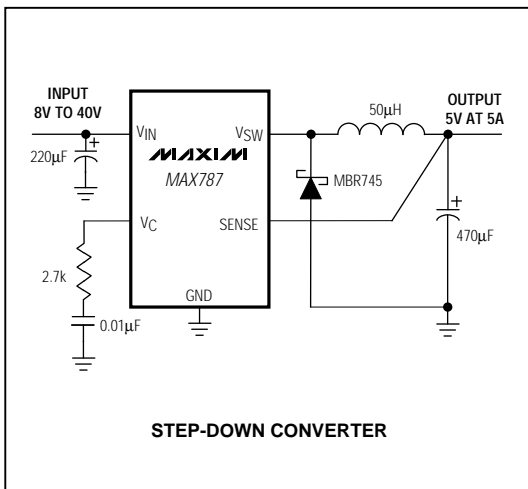 INPUT
8V TO 40V
220µF
+
VIN
VSW
MAXIM
MAX787
VC
SENSE
GND
50µH
OUTPUT
5V AT 5A
MBR745
+
470µF
2.7k
0.01µF
STEP-DOWN CONVERTER